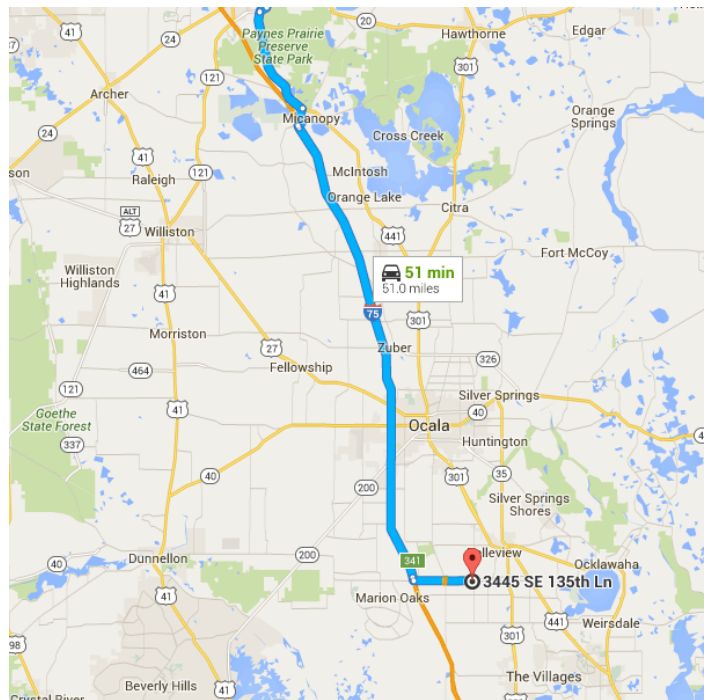 41
24
Paynes Prairie
Preserve
State Park
20
Hawthorne
Edgar
121
301
Archer
Micanopy
Orange
Springs
24
Cross Creek
41
Raleigh
121
McIntosh
Orange Lake
ALT
27
Citra
Williston
441
Fort McCoy
51 min
51.0 miles
Williston
Highlands
41
75
301
Morriston
27
Zuber
326
464
Fellowship
121
Silver Springs
Goethe
State Forest
41
40
Ocala
337
Huntington
40
301
35
200
Silver Springs
Shores
40
Dunnellon
200
341
lleview
Ocklawaha
3445 SE 135th Ln
41
Marion Oaks
Weirsdale
98
301
441
Beverly Hills
41
The Villages
Crystal River